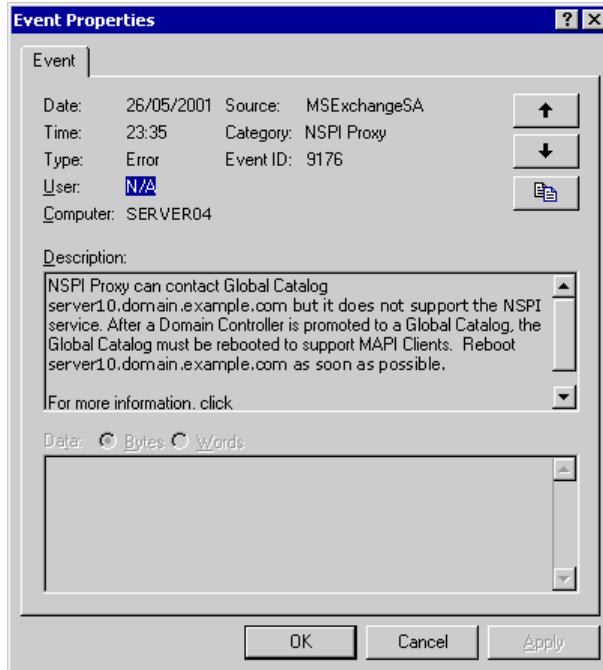 Event Properties
Event
Date: 26/05/2001 Source: MSExchangeSA
Time: 23:35 Category: NSPI Proxy
Type: Error Event ID: 9176
User: N/A
Computer: SERVER04
Description:
NSPI Proxy can contact Global Catalog
server10.domain.example.com but it does not support the NSPI
service. After a Domain Controller is promoted to a Global Catalog, the
Global Catalog must be rebooted to support MAPI Clients. Reboot
server10.domain.example.com as soon as possible.
For more information, click
Data: Bytes Words
OK Cancel Apply